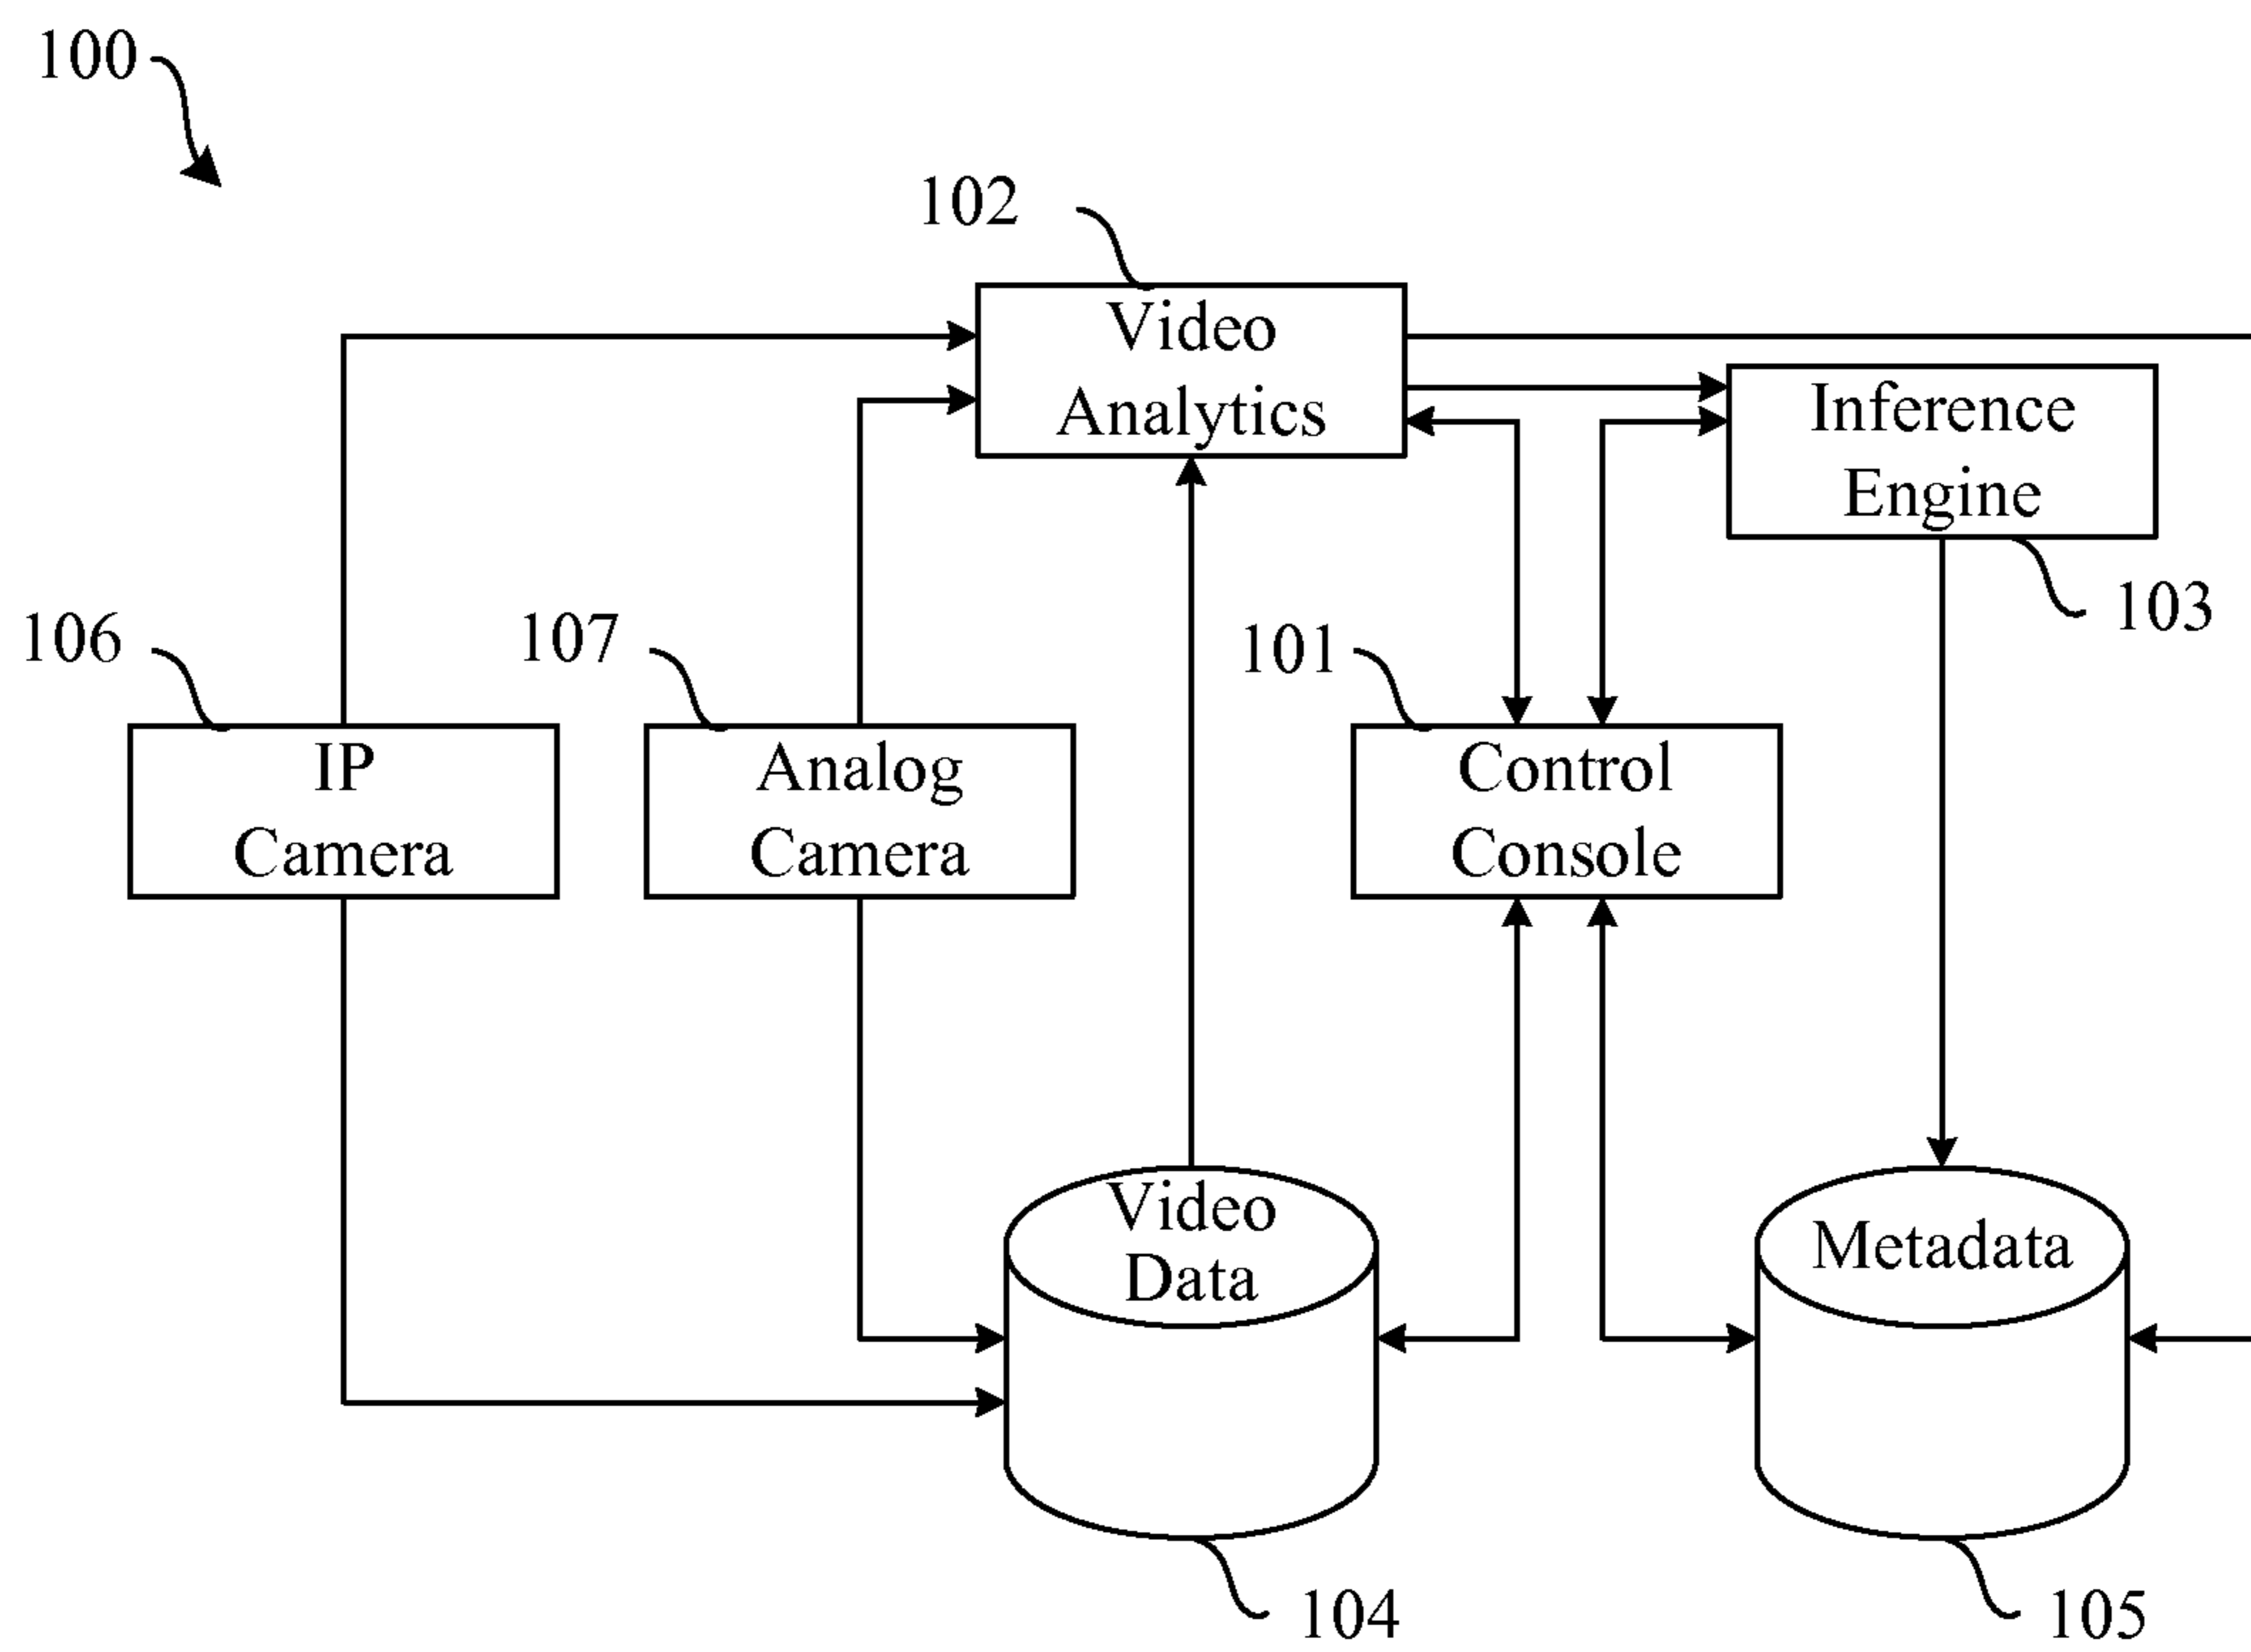 100
102
Video
Analytics
Inference
Engine
103
106
107
101
IP
Camera
Analog
Camera
Control
Console
Video
Data
Metadata
104
105